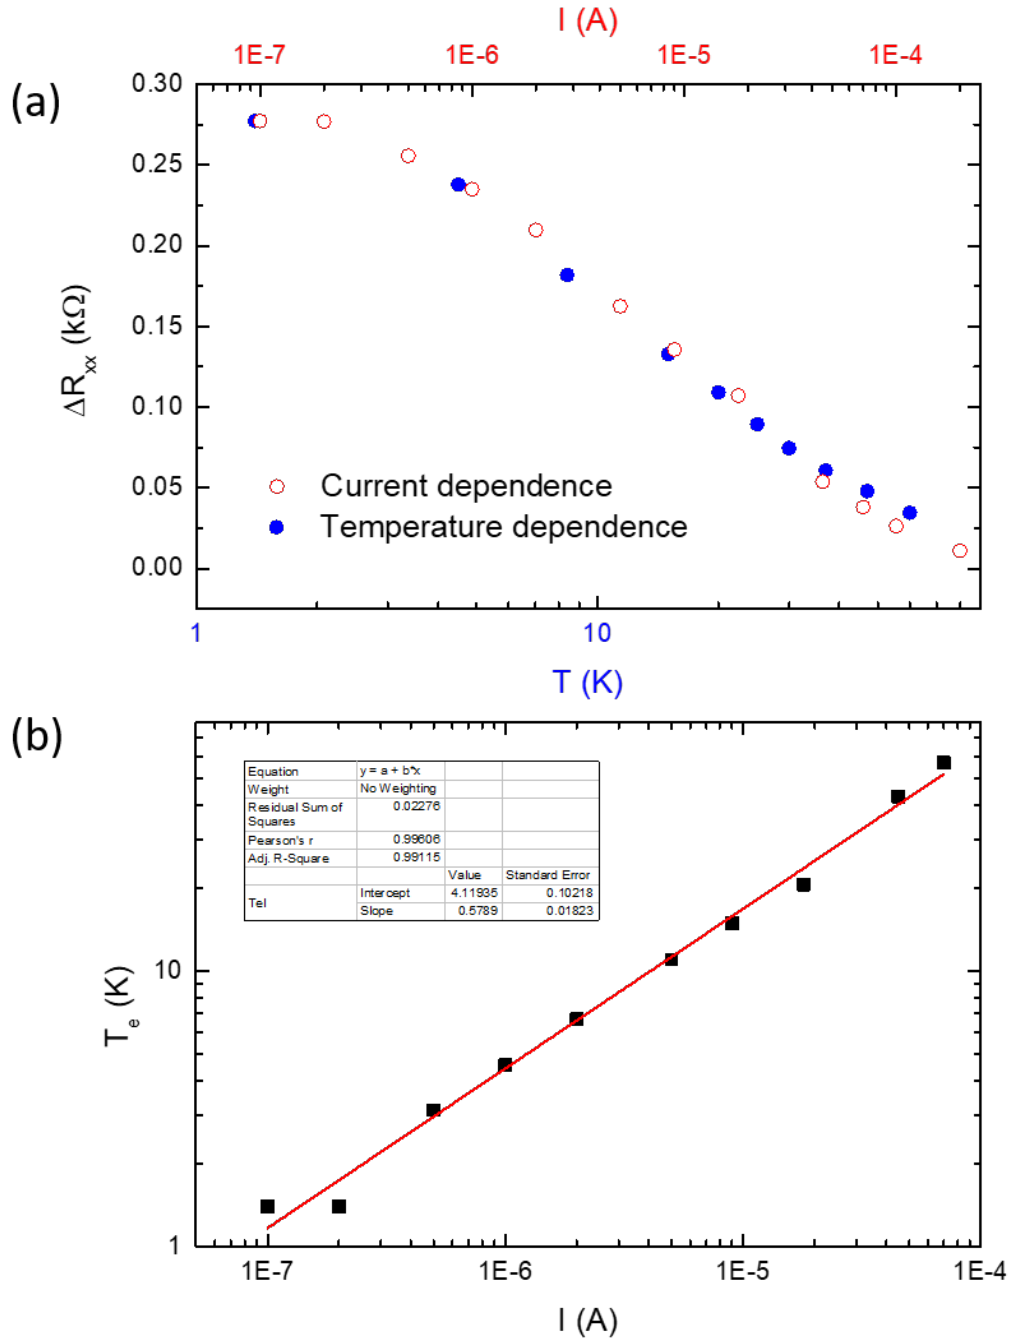 I (A)
1E-7 1E-6 1E-5 1E-4
(a)
0.30
0.25
0.20
0.15
0.10
0.05
0.00
ΔRxx (kΩ)
Current dependence
Temperature dependence
1 10
T (K)
(b)
Equation y = a + b*x
Weight No Weighting
Residual Sum of Squares 0.02276
Pearson's r 0.99606
Adj. R-Square 0.99115
Value Standard Error
Tel Intercept 4.11935 0.10218
Slope 0.5789 0.01823
10
1
Te (K)
1E-7 1E-6 1E-5 1E-4
I (A)